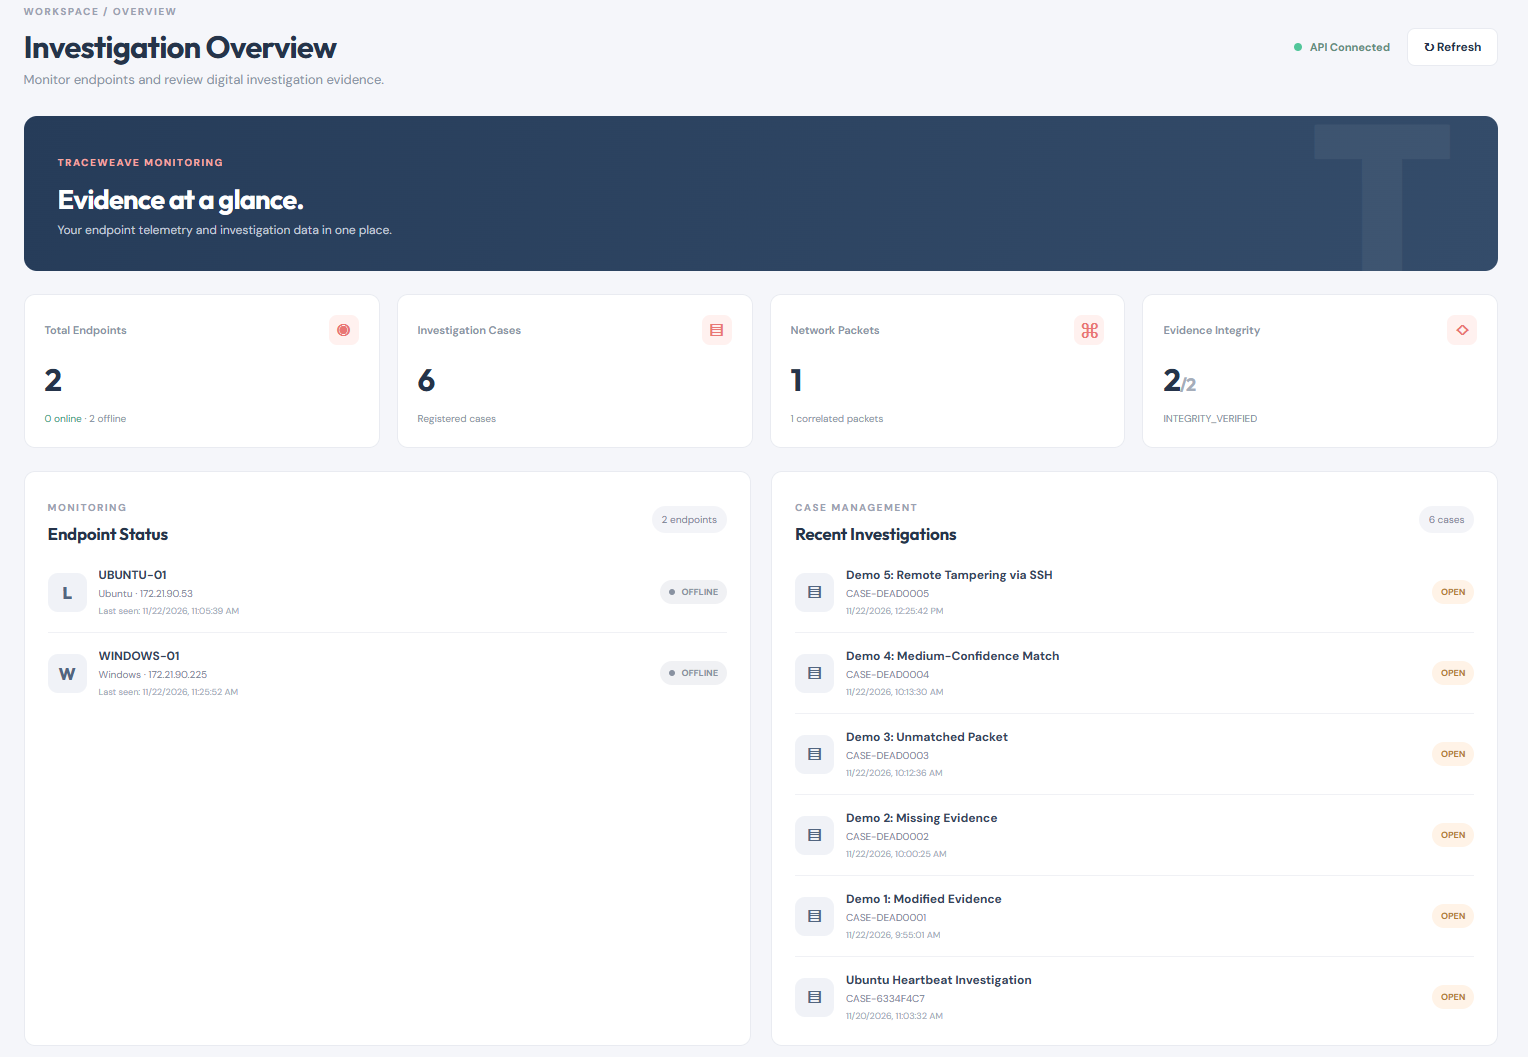 WORKSPACE / OVERVIEW
Investigation Overview
Monitor endpoints and review digital investigation evidence.
API Connected
↻ Refresh
TRACEWEAVE MONITORING
Evidence at a glance.
Your endpoint telemetry and investigation data in one place.
T
Total Endpoints
2
0 online · 2 offline
Investigation Cases
6
Registered cases
Network Packets
⌘
1
1 correlated packets
Evidence Integrity
2/2
INTEGRITY_VERIFIED
MONITORING
Endpoint Status
2 endpoints
L
UBUNTU-01
Ubuntu · 172.21.90.53
Last seen: 11/22/2026, 11:05:39 AM
OFFLINE
W
WINDOWS-01
Windows · 172.21.90.225
Last seen: 11/22/2026, 11:25:52 AM
OFFLINE
CASE MANAGEMENT
Recent Investigations
6 cases
Demo 5: Remote Tampering via SSH
CASE-DEAD0005
11/22/2026, 12:25:42 PM
OPEN
Demo 4: Medium-Confidence Match
CASE-DEAD0004
11/22/2026, 10:13:30 AM
OPEN
Demo 3: Unmatched Packet
CASE-DEAD0003
11/22/2026, 10:12:36 AM
OPEN
Demo 2: Missing Evidence
CASE-DEAD0002
11/22/2026, 10:00:25 AM
OPEN
Demo 1: Modified Evidence
CASE-DEAD0001
11/22/2026, 9:55:01 AM
OPEN
Ubuntu Heartbeat Investigation
CASE-6334F4C7
11/20/2026, 11:03:32 AM
OPEN